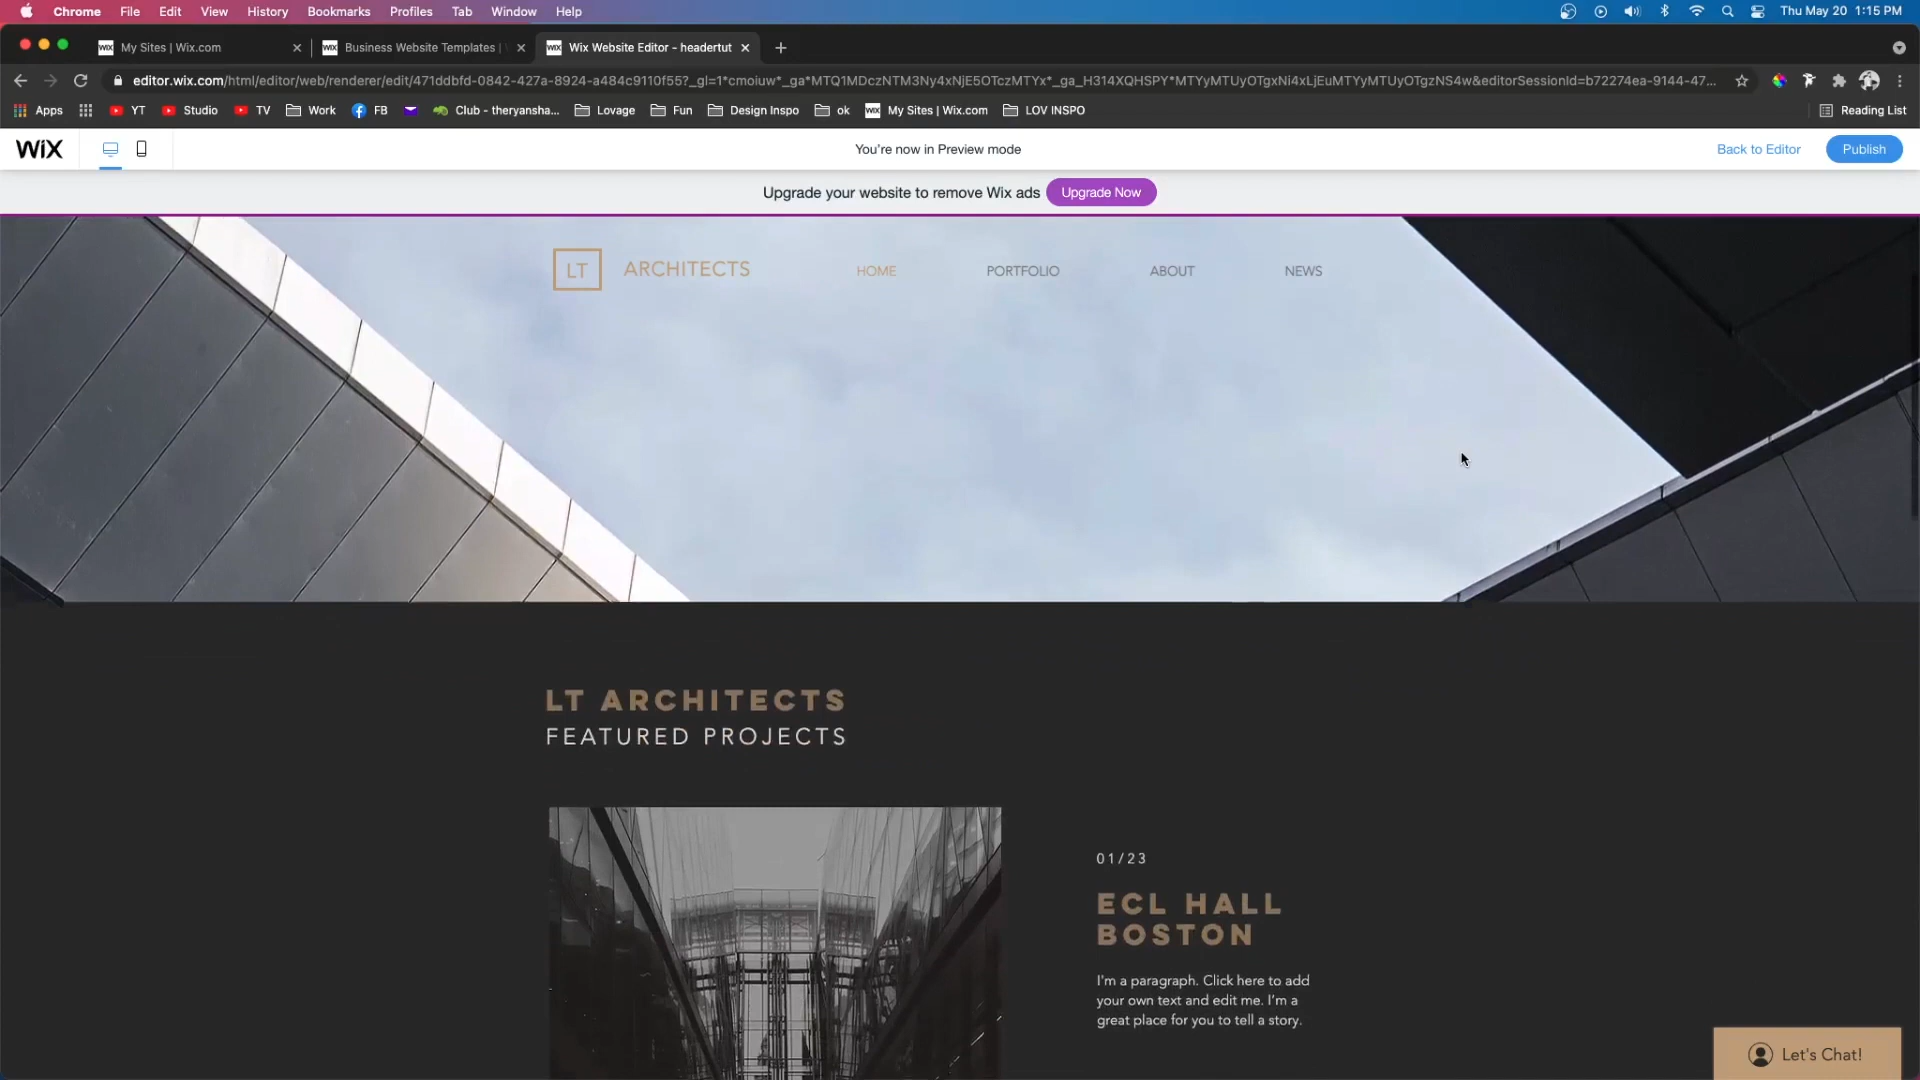 Chrome File Edit View History Bookmarks Profiles Tab Window Help Thu May 20 1:15 PM
WiX My Sites | Wix.com WiX Business Website Templates | WiX Wix Website Editor - headertut
editor.wix.com/html/editor/web/renderer/edit/471ddbfd-0842-427a-8924-a484c9110f55?_gl=1*cmoiuw*_ga*MTQ1MDczNTM3Ny4xNjE5OTczMTYx*_ga_H314XQHSPY*MTYyMTUyOTgxNi4xLjEuMTYyMTUyOTgzNS4w&editorSessionId=b72274ea-9144-47...
Apps YT Studio TV Work FB Club - theryansha... Lovage Fun Design Inspo ok WiX My Sites | Wix.com LOV INSPO Reading List
WiX You're now in Preview mode Back to Editor Publish
Upgrade your website to remove Wix ads Upgrade Now
LT ARCHITECTS HOME PORTFOLIO ABOUT NEWS
LT ARCHITECTS
FEATURED PROJECTS
01/23
ECL HALL
BOSTON
I'm a paragraph. Click here to add
your own text and edit me. I'm a
great place for you to tell a story.
Let's Chat!